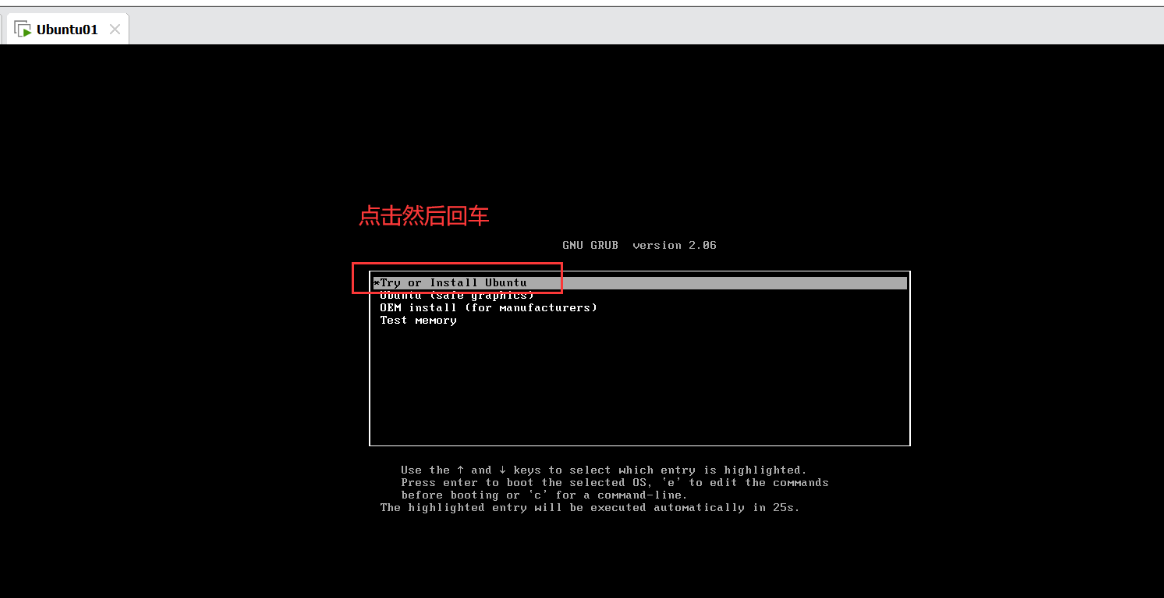 Ubuntu01
点击然后回车
GNU GRUB version 2.06
*Try or Install Ubuntu
Ubuntu (safe graphics)
OEM install (for manufacturers)
Test memory
Use the ↑ and ↓ keys to select which entry is highlighted.
Press enter to boot the selected OS, `e' to edit the commands
before booting or `c' for a command-line.
The highlighted entry will be executed automatically in 25s.